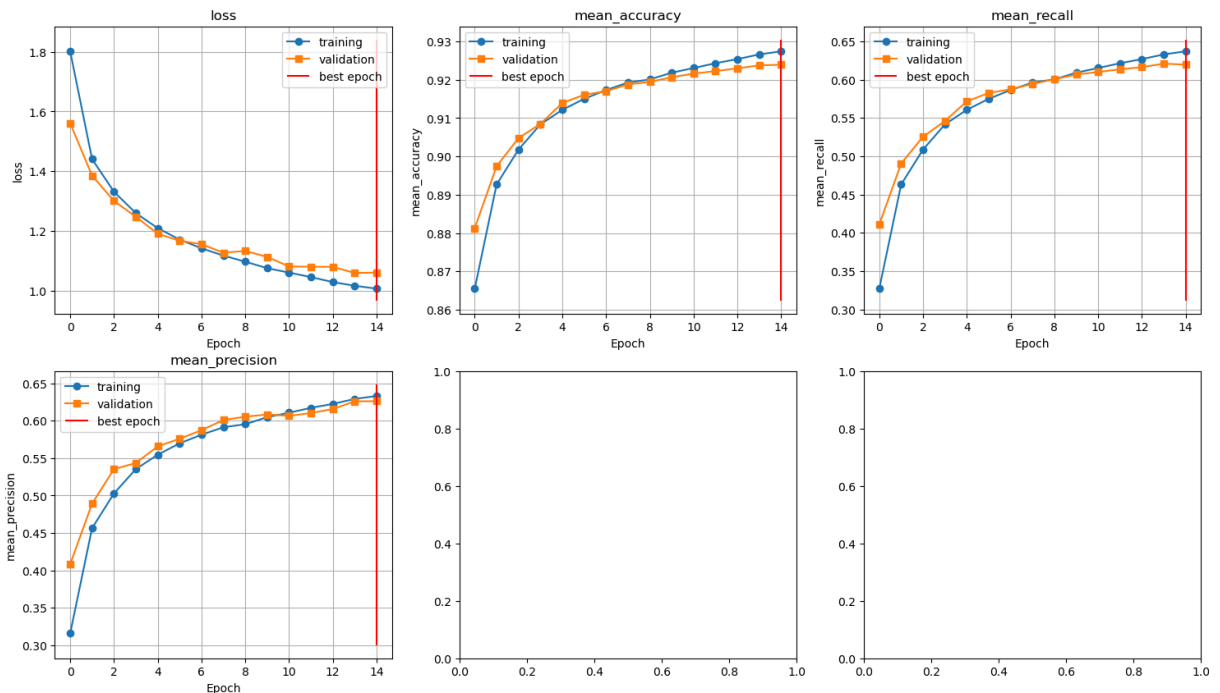 loss
training
validation
best epoch
1.8
1.6
1.4
1.2
1.0
loss
0 2 4 6 8 10 12 14
Epoch
mean_accuracy
training
validation
best epoch
0.93
0.92
0.91
0.90
0.89
0.88
0.87
0.86
mean_accuracy
0 2 4 6 8 10 12 14
Epoch
mean_recall
training
validation
best epoch
0.65
0.60
0.55
0.50
0.45
0.40
0.35
0.30
mean_recall
0 2 4 6 8 10 12 14
Epoch
mean_precision
training
validation
best epoch
0.65
0.60
0.55
0.50
0.45
0.40
0.35
0.30
mean_precision
0 2 4 6 8 10 12 14
Epoch
1.0
0.8
0.6
0.4
0.2
0.0
0.0 0.2 0.4 0.6 0.8 1.0
1.0
0.8
0.6
0.4
0.2
0.0
0.0 0.2 0.4 0.6 0.8 1.0